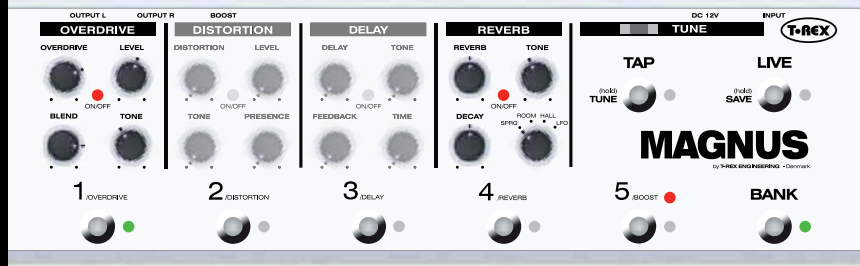 OUTPUT L OUTPUT R BOOST DC 12V INPUT
OVERDRIVE DISTORTION DELAY REVERB TUNE T-REX
OVERDRIVE LEVEL DISTORTION LEVEL DELAY TONE REVERB TONE
TAP LIVE
(hold) TUNE (hold) SAVE
ON/OFF ON/OFF ON/OFF ON/OFF
BLEND TONE TONE PRESENCE FEEDBACK TIME DECAY SPRG ROOM HALL LFO
MAGNUS
by T-REX ENGINEERING - Denmark
1/OVERDRIVE 2/DISTORTION 3/DELAY 4/REVERB 5/BOOST BANK